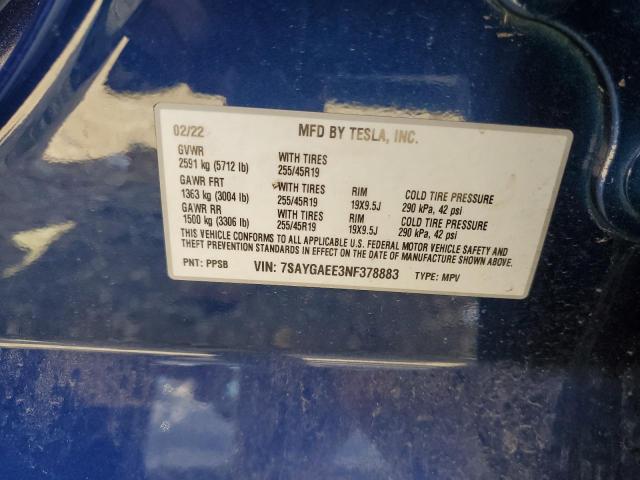 02/22 MFD BY TESLA, INC.
GVWR
2591 kg (5712 lb) WITH TIRES 255/45R19
GAWR FRT
1363 kg (3004 lb) WITH TIRES 255/45R19 RIM 19X9.5J COLD TIRE PRESSURE 290 kPa, 42 psi
GAWR RR
1500 kg (3306 lb) WITH TIRES 255/45R19 RIM 19X9.5J COLD TIRE PRESSURE 290 kPa, 42 psi
THIS VEHICLE CONFORMS TO ALL APPLICABLE U.S. FEDERAL MOTOR VEHICLE SAFETY AND
THEFT PREVENTION STANDARDS IN EFFECT ON THE DATE OF MANUFACTURE SHOWN ABOVE.
PNT: PPSB VIN: 7SAYGAEE3NF378883 TYPE: MPV